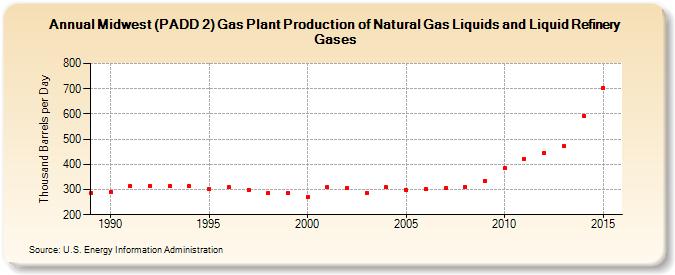 Annual Midwest (PADD 2) Gas Plant Production of Natural Gas Liquids and Liquid Refinery
Gases
Thousand Barrels per Day
800
700
600
500
400
300
200
1990 1995 2000 2005 2010 2015
Source: U.S. Energy Information Administration